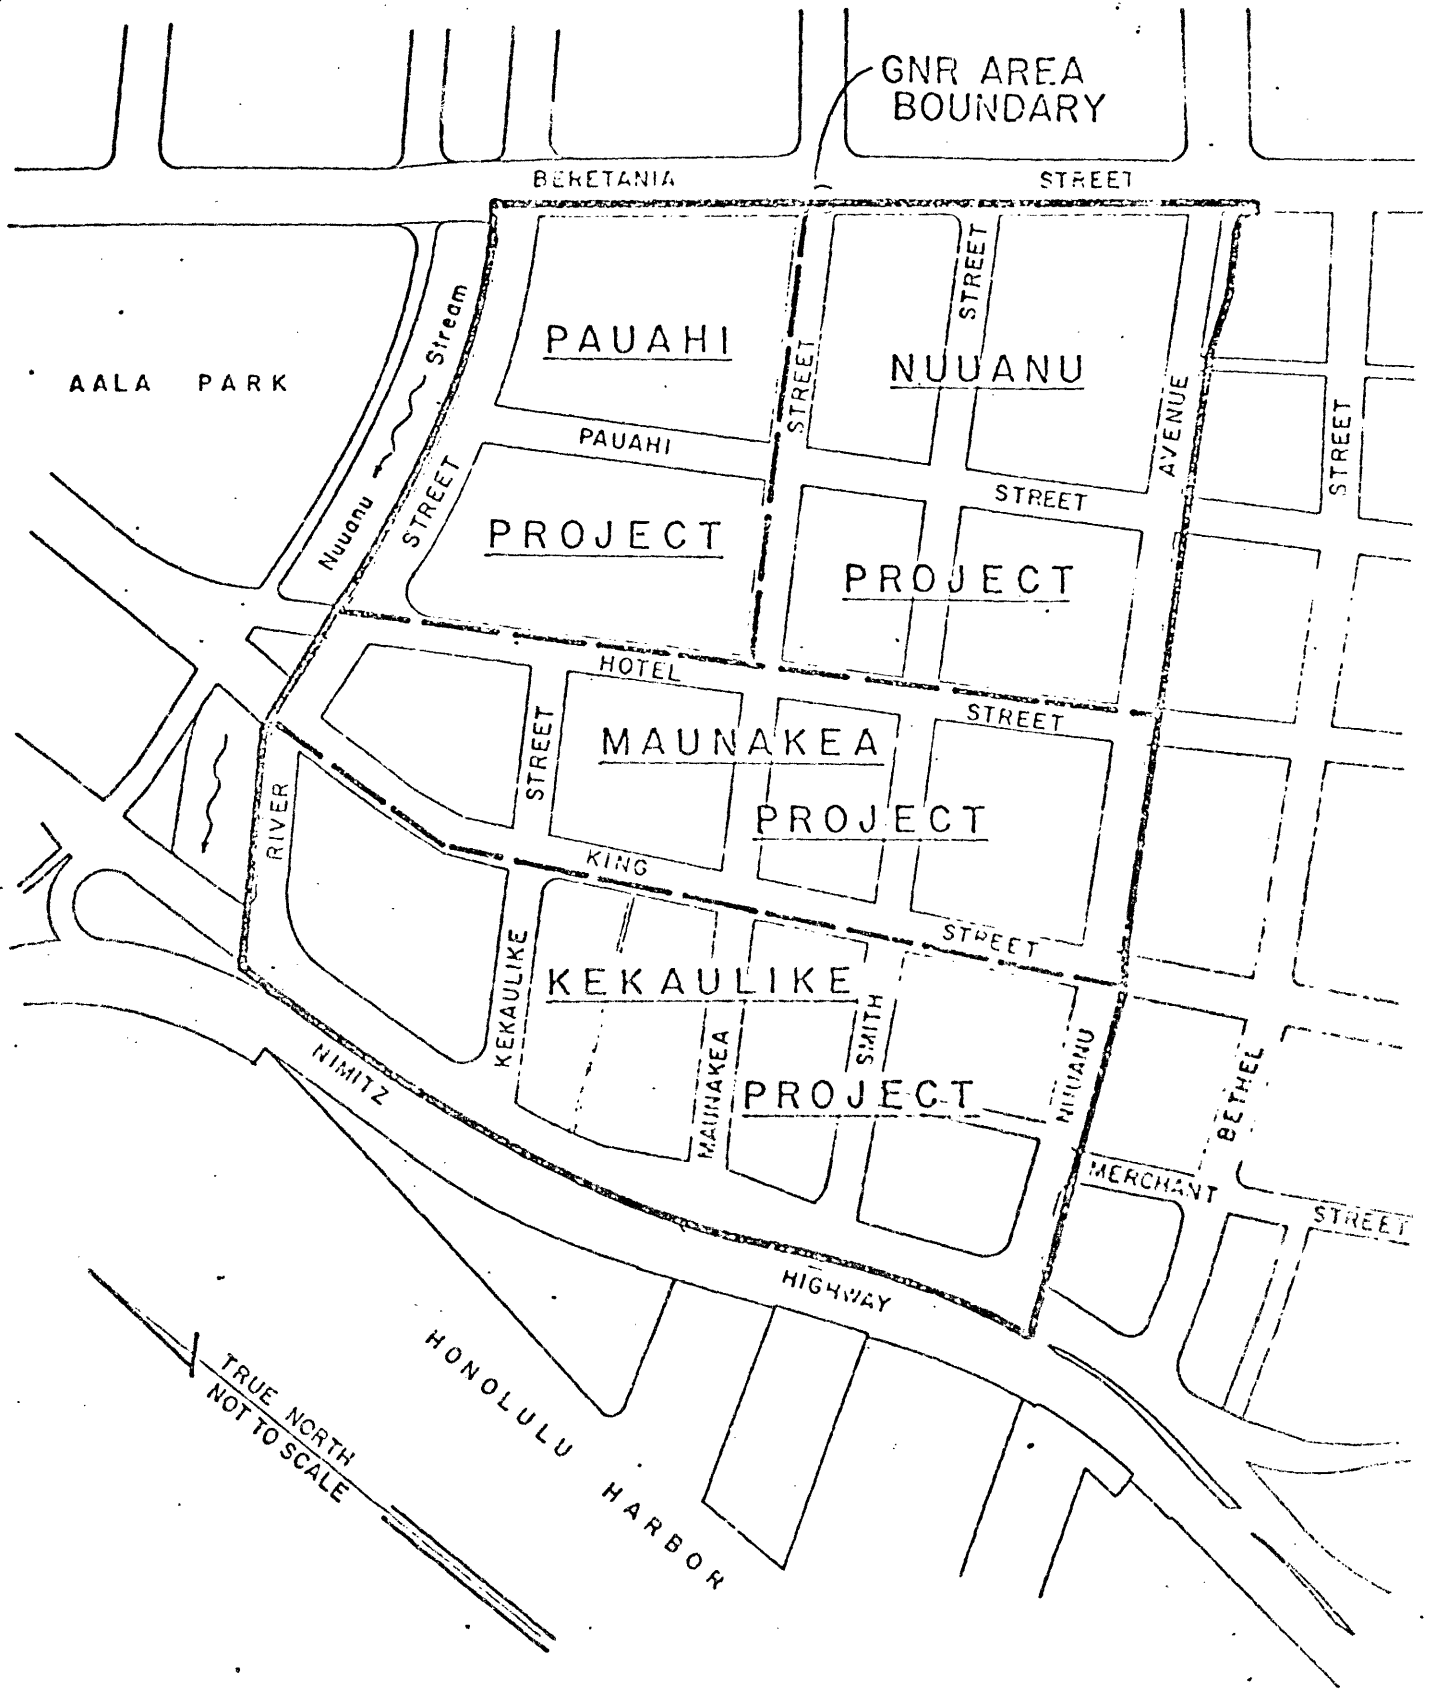 GNR AREA
BOUNDARY
BERETANIA STREET
STREET
Nuuanu Stream
PAUAHI
STREET
NUUANU
AALA PARK
AVENUE
STREET
PAUAHI
STREET
STREET
PROJECT
PROJECT
HOTEL
STREET
STREET
MAUNAKEA
PROJECT
RIVER
KING
STREET
KEKAULIKE
KEKAULIKE
SMITH
MAUNAKEA
NUUANU
BETHEL
PROJECT
NIMITZ
MERCHANT
STREET
HIGHWAY
HONOLULU HARBOR
TRUE NORTH
NOT TO SCALE